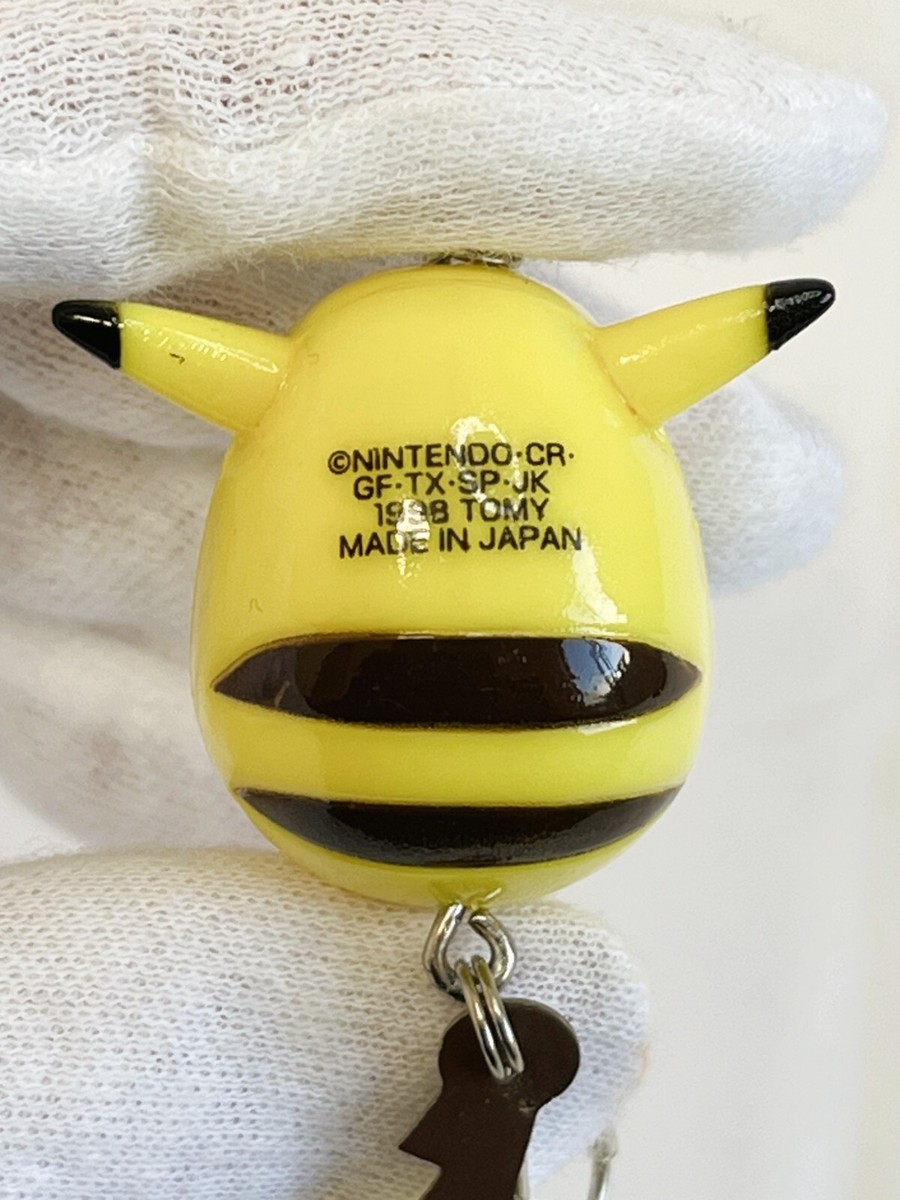 ©NINTENDO·CR·
GF·TX·SP·JK
1998 TOMY
MADE IN JAPAN